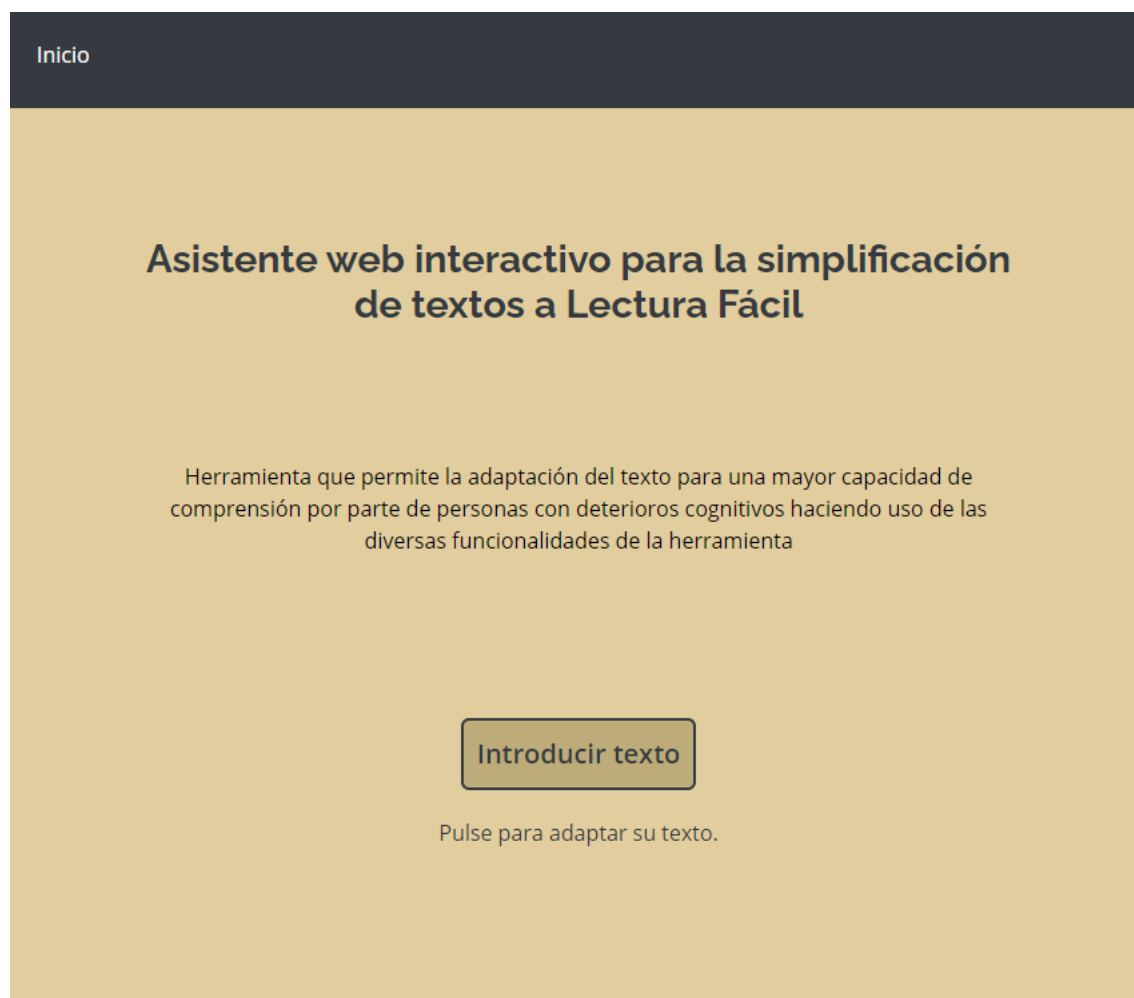 Inicio
Asistente web interactivo para la simplificación
de textos a Lectura Fácil
Herramienta que permite la adaptación del texto para una mayor capacidad de
comprensión por parte de personas con deterioros cognitivos haciendo uso de las
diversas funcionalidades de la herramienta
Introducir texto
Pulse para adaptar su texto.